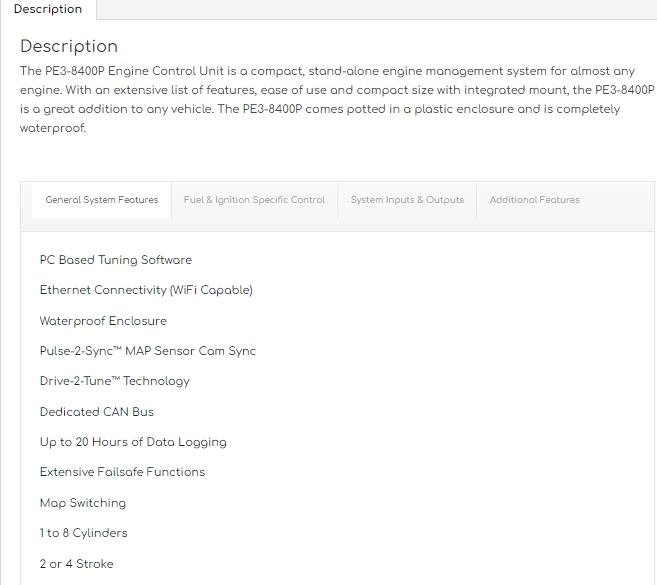 Description
Description
The PE3-8400P Engine Control Unit is a compact, stand-alone engine management system for almost any
engine. With an extensive list of features, ease of use and compact size with integrated mount, the PE3-8400P
is a great addition to any vehicle. The PE3-8400P comes potted in a plastic enclosure and is completely
waterproof.
General System Features Fuel & Ignition Specific Control System Inputs & Outputs Additional Features
PC Based Tuning Software
Ethernet Connectivity (WiFi Capable)
Waterproof Enclosure
Pulse-2-Sync™ MAP Sensor Cam Sync
Drive-2-Tune™ Technology
Dedicated CAN Bus
Up to 20 Hours of Data Logging
Extensive Failsafe Functions
Map Switching
1 to 8 Cylinders
2 or 4 Stroke